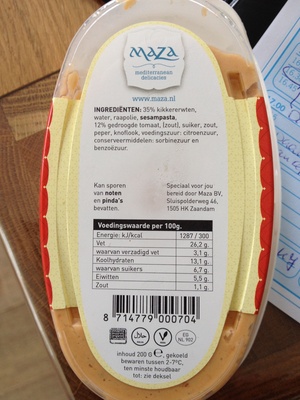 MAZA
mediterranean
delicacies
www.maza.nl
INGREDIËNTEN: 35% kikkererwten,
water, raapolie, sesampasta,
12% gedroogde tomaat, [zout], suiker, zout,
peper, knoflook, voedingszuur: citroenzuur,
conserveermiddelen: sorbinezuur en
benzoëzuur.
Kan sporen
van noten
en pinda's
bevatten.
Speciaal voor jou
bereid door Maza BV,
Sluispolderweg 46,
1505 HK Zaandam
Voedingswaarde per 100g.
Energie: kJ/kcal 1287 / 300
Vet 26,2 g
waarvan verzadigd vet 3,1 g
Koolhydraten 13,1 g
waarvan suikers 6,7 g
Eiwitten 5,5 g
Zout 1,1 g
8 714779 000704
inhoud 200 G e gekoeld
bewaren tussen 2-7°C,
ten minste houdbaar
tot: zie deksel